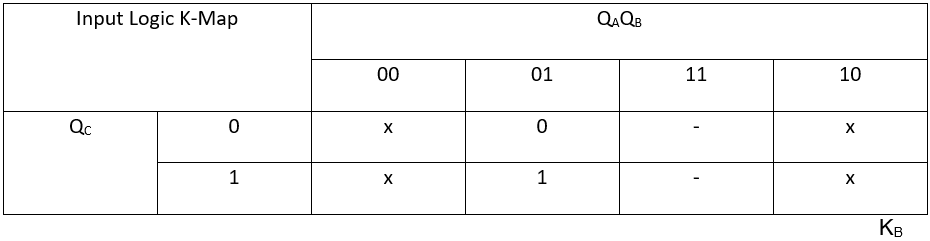 Input Logic K-Map QAQB
00 01 11 10
QC 0 x 0 - x
1 x 1 - x
KB